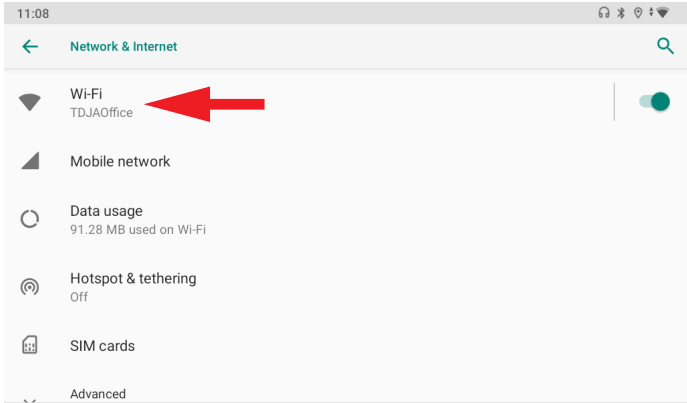 11:08
Network & Internet
Wi-Fi
TDJAOffice
Mobile network
Data usage
91.28 MB used on Wi-Fi
Hotspot & tethering
Off
SIM cards
Advanced